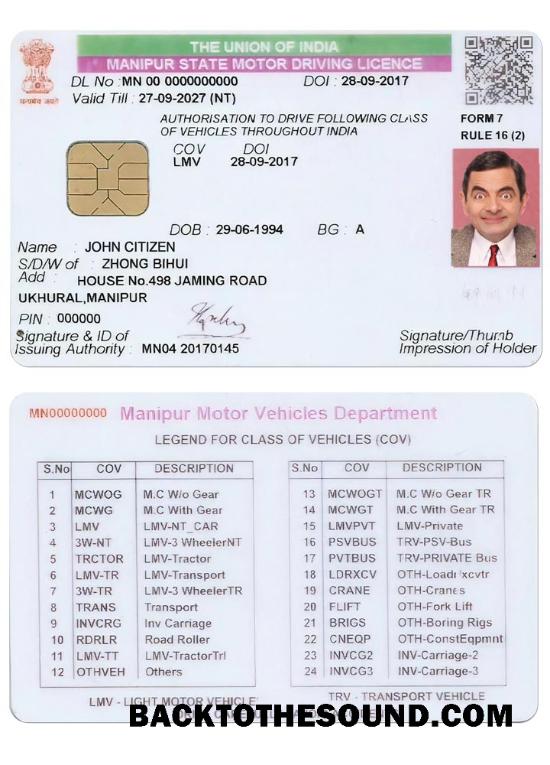 THE UNION OF INDIA
MANIPUR STATE MOTOR DRIVING LICENCE
DL No :MN 00 0000000000 DOI : 28-09-2017
Valid Till : 27-09-2027 (NT)
सत्यमेव जयते
AUTHORISATION TO DRIVE FOLLOWING CLASS
OF VEHICLES THROUGHOUT INDIA
FORM 7
RULE 16 (2)
COV DOI
LMV 28-09-2017
DOB : 29-06-1994 BG : A
Name : JOHN CITIZEN
S/D/W of : ZHONG BIHUI
Add : HOUSE No.498 JAMING ROAD
UKHURAL,MANIPUR
PIN : 000000
Signature & ID of
Issuing Authority : MN04 20170145
Signature/Thumb
Impression of Holder
MN00000000 Manipur Motor Vehicles Department
LEGEND FOR CLASS OF VEHICLES (COV)
S.No COV DESCRIPTION
1 MCWOG M.C W/o Gear
2 MCWG M.C With Gear
3 LMV LMV-NT_CAR
4 3W-NT LMV-3 WheelerNT
5 TRCTOR LMV-Tractor
6 LMV-TR LMV-Transport
7 3W-TR LMV-3 WheelerTR
8 TRANS Transport
9 INVCRG Inv Carriage
10 RDRLR Road Roller
11 LMV-TT LMV-TractorTrl
12 OTHVEH Others
S.No COV DESCRIPTION
13 MCWOGT M.C W/o Gear TR
14 MCWGT M.C With Gear TR
15 LMVPVT LMV-Private
16 PSVBUS TRV-PSV-Bus
17 PVTBUS TRV-PRIVATE Bus
18 LDRXCV
19 CRANE OTH-Cranes
20 FLIFT OTH-Fork Lift
21 BRIGS OTH-Boring Rigs
22 CNEQP OTH-ConstEqpmnt
23 INVCG2 INV-Carriage-2
24 INVCG3 INV-Carriage-3
LMV - LIGHT MOTOR VEHICLE TRV - TRANSPORT VEHICLE
BACKTOTHESOUND.COM